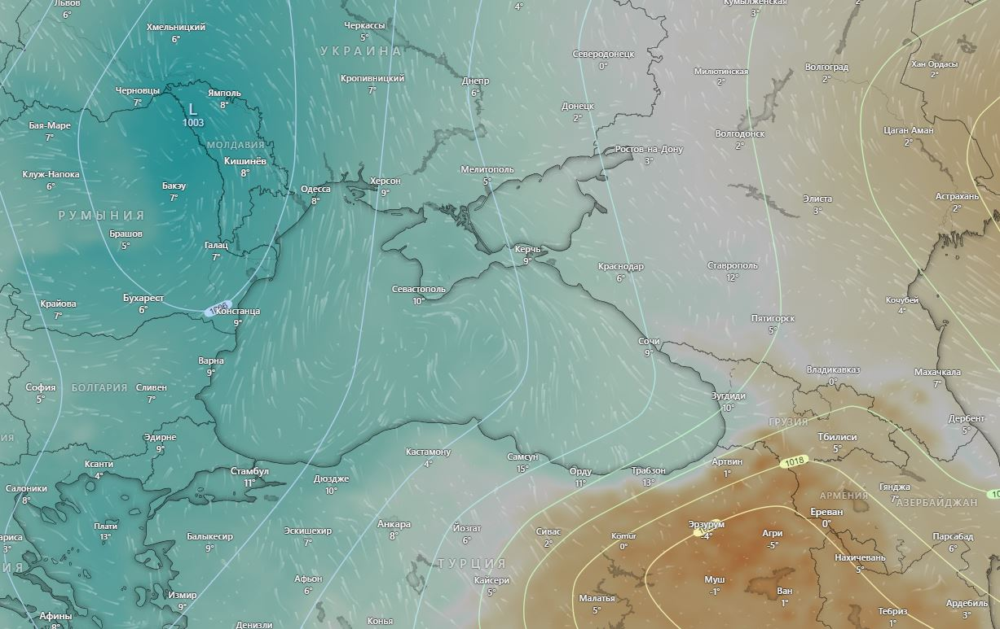 Львов
6°
4°
Кумылженская
3°
2°
Хмельницкий
6°
Черкассы
5°
УКРАИНА
Северодонецк
0°
Милютинская
2°
Волгоград
2°
Хан Ордасы
2°
Черновцы
7°
Ямполь
8°
Кропивницкий
7°
Днепр
6°
Донецк
2°
L
1003
Бая-Маре
7°
МОЛДАВИЯ
Кишинёв
8°
Волгодонск
2°
Цаган Аман
2°
Ростов-на-Дону
3°
Клуж-Напока
6°
Бакэу
7°
Одесса
8°
Херсон
9°
Мелитополь
5°
Элиста
3°
Астрахань
2°
РУМЫНИЯ
Брашов
5°
Галац
7°
Керчь
9°
Краснодар
6°
Ставрополь
12°
Севастополь
10°
Крайова
7°
Бухарест
6°
1006
Констанца
9°
Кочубей
4°
Пятигорск
5°
Сочи
9°
Варна
9°
София
5°
БОЛГАРИЯ
Сливен
7°
Владикавказ
0°
Махачкала
7°
Зугдиди
10°
ГРУЗИЯ
Дербент
5°
ИЯ
Эдирне
9°
Тбилиси
5°
Кастамону
4°
Самсун
15°
Орду
11°
Трабзон
13°
Артвин
1°
1018
Ксанти
4°
Стамбул
11°
Дюздже
10°
Салоники
8°
Гянджа
7°
АРМЕНИЯ
АЗЕРБАЙДЖАН
10
Плати
13°
Балыкесир
9°
Эскишехир
7°
Анкара
8°
Йозгат
6°
Сивас
2°
Kömür
0°
Эрзурум
-4°
Агри
-5°
Ереван
0°
Парсабад
6°
ариса
3°
ИЯ
ТУРЦИЯ
Нахичевань
5°
Афьон
6°
Кайсери
5°
Муш
-1°
Ван
1°
Измир
9°
Малатья
5°
Ардебиль
3°
Тебриз
1°
Афины
8°
Денизли
Конья